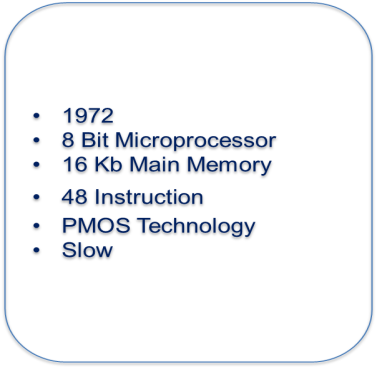 • 1972
• 8 Bit Microprocessor
• 16 Kb Main Memory
• 48 Instruction
• PMOS Technology
• Slow